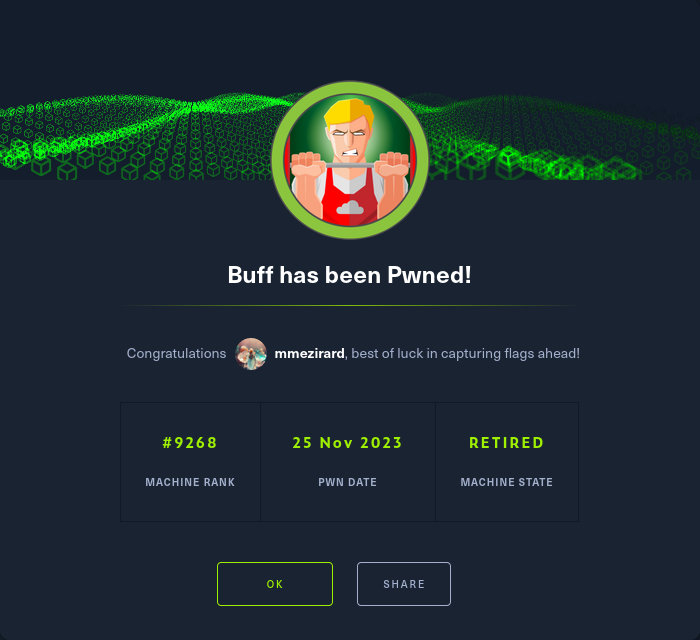 Buff has been Pwned!
Congratulations mmezirard, best of luck in capturing flags ahead!
#9268
25 Nov 2023
RETIRED
MACHINE RANK
PWN DATE
MACHINE STATE
OK
SHARE